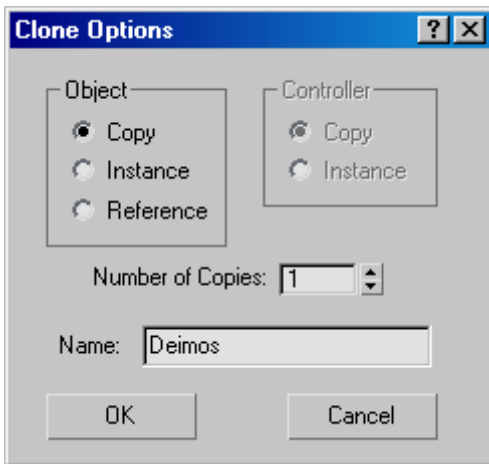 Clone Options
Object
Controller
Copy
Copy
Instance
Instance
Reference
Number of Copies: 1
Name: Deimos
OK Cancel